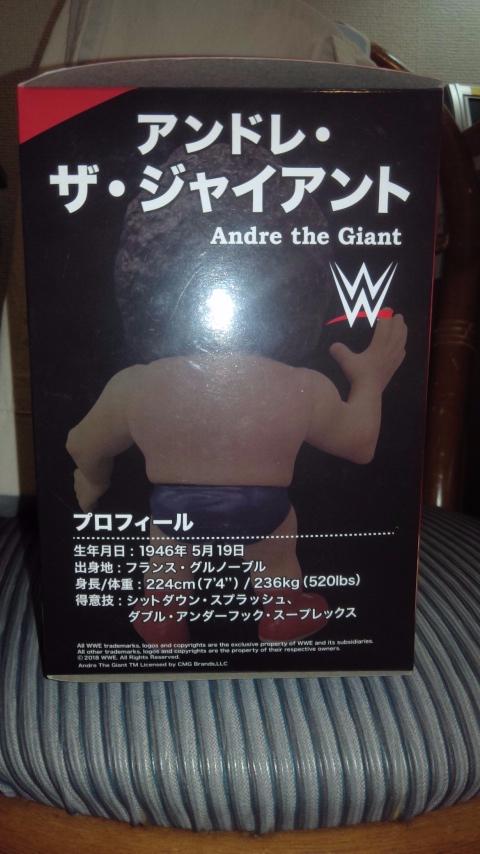 アンドレ・
ザ・ジャイアント
Andre the Giant
W
プロフィール
生年月日：1946年 5月19日
出身地：フランス・グルノーブル
身長/体重：224cm(7'4'') / 236kg (520lbs)
得意技：シットダウン・スプラッシュ、
ダブル・アンダーフック・スープレックス
All WWE trademarks, logos and copyrights are the exclusive property of WWE and its subsidiaries.
All other trademarks, logos and copyrights are the property of their respective owners.
© 2018 WWE. All Rights Reserved.
Andre The Giant TM Licensed by CMG Brands,LLC